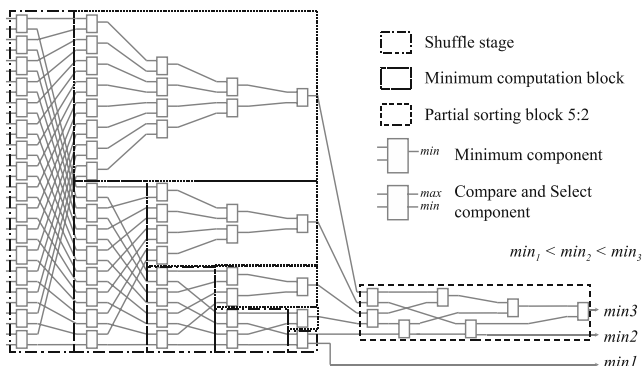 Shuffle stage
Minimum computation block
Partial sorting block 5:2
min
Minimum component
max
min
Compare and Select
component
min1 < min2 < min3
min3
min2
min1